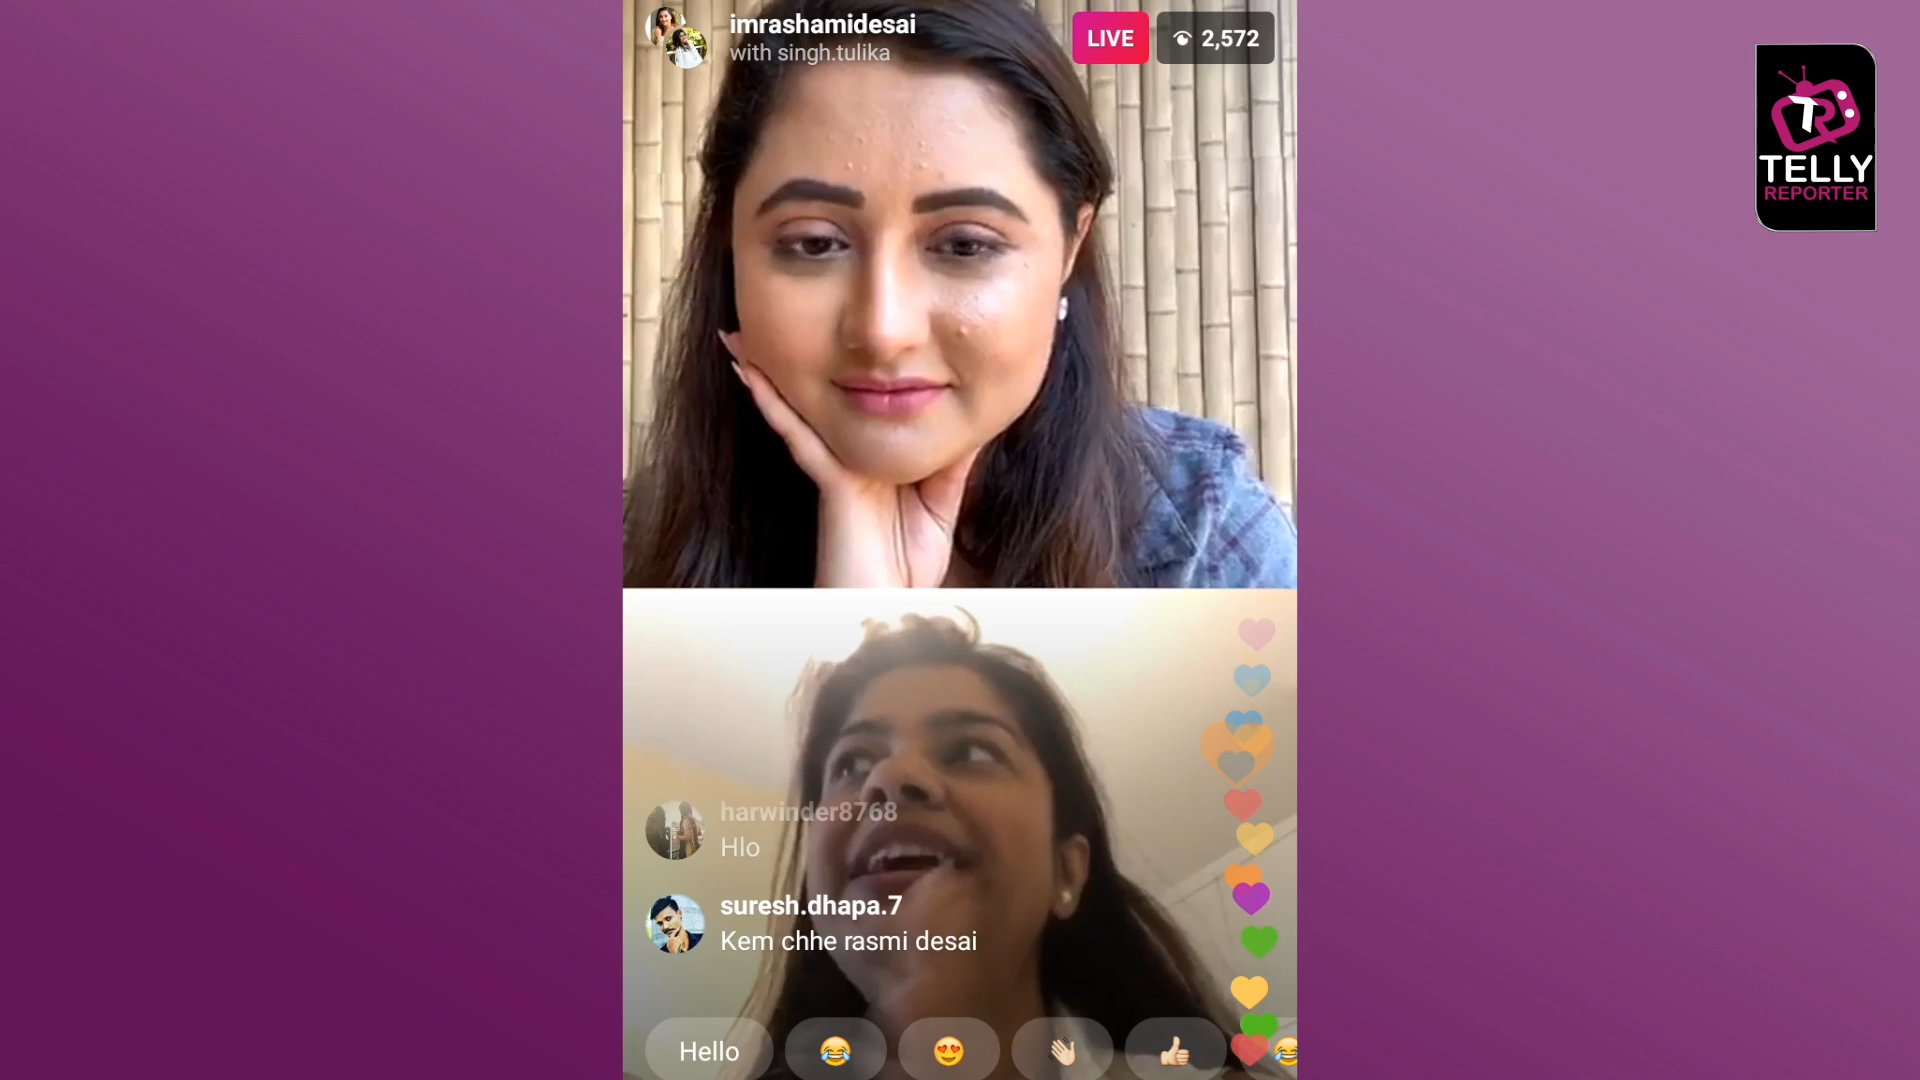 imrashamidesai
with singh.tulika
LIVE
2,572
TR
TELLY
REPORTER
harwinder8768
Hlo
suresh.dhapa.7
Kem chhe rasmi desai
Hello